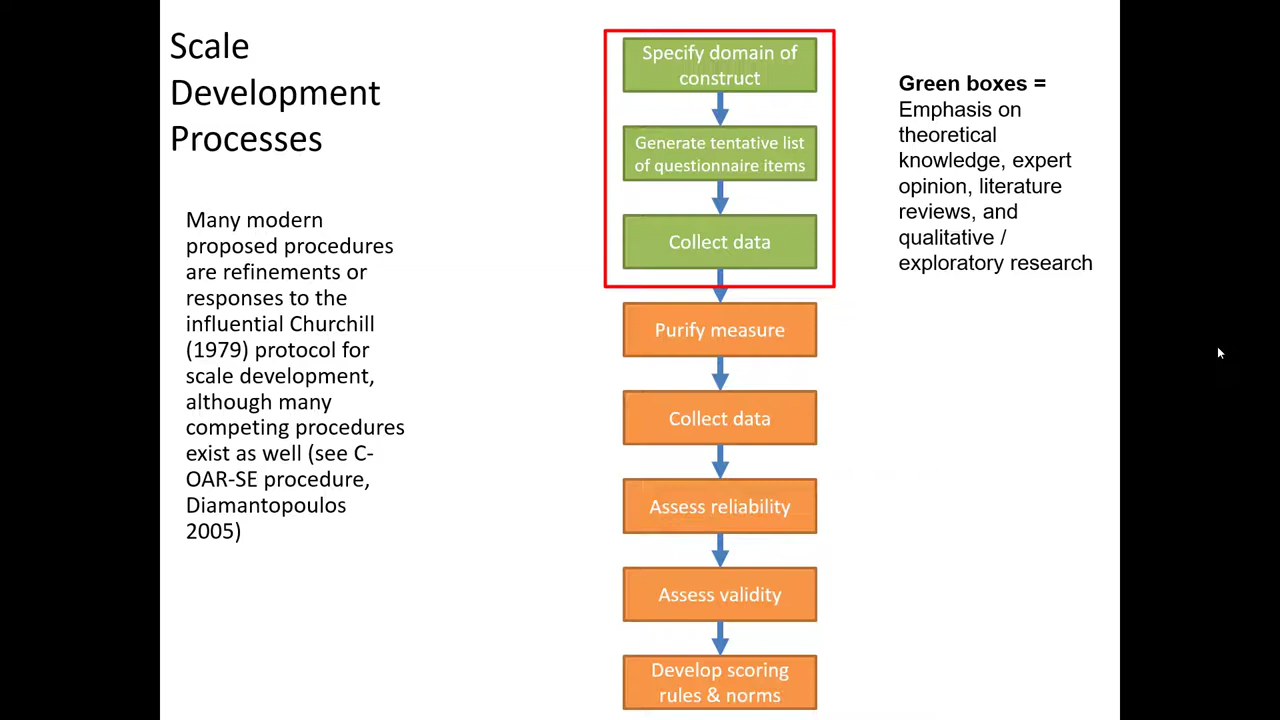 Scale
Development
Processes
Many modern
proposed procedures
are refinements or
responses to the
influential Churchill
(1979) protocol for
scale development,
although many
competing procedures
exist as well (see C-
OAR-SE procedure,
Diamantopoulos
2005)
Specify domain of
construct
Generate tentative list
of questionnaire items
Collect data
Purify measure
Collect data
Assess reliability
Assess validity
Develop scoring
rules & norms
Green boxes =
Emphasis on
theoretical
knowledge, expert
opinion, literature
reviews, and
qualitative /
exploratory research